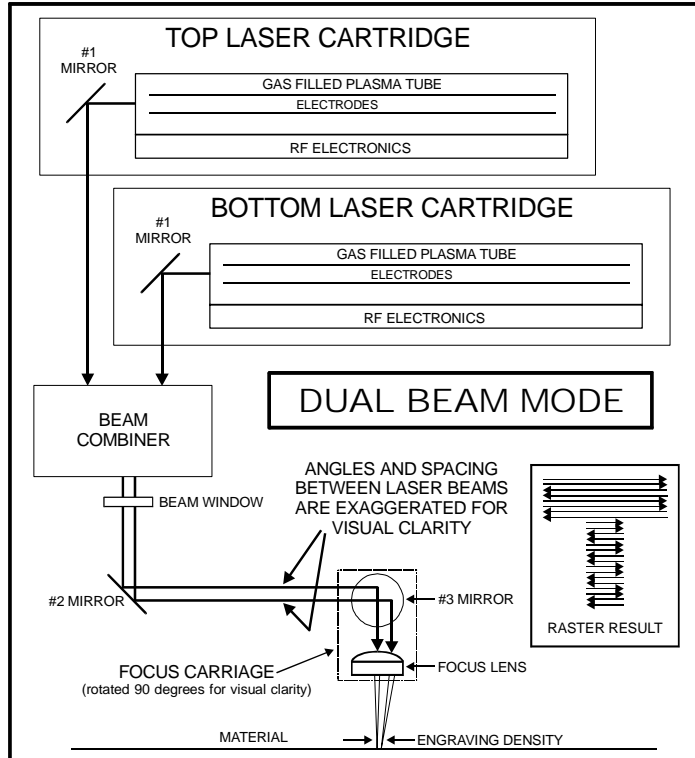 TOP LASER CARTRIDGE
#1
MIRROR
GAS FILLED PLASMA TUBE
ELECTRODES
RF ELECTRONICS
BOTTOM LASER CARTRIDGE
#1
MIRROR
GAS FILLED PLASMA TUBE
ELECTRODES
RF ELECTRONICS
BEAM
COMBINER
DUAL BEAM MODE
BEAM WINDOW
ANGLES AND SPACING
BETWEEN LASER BEAMS
ARE EXAGGERATED FOR
VISUAL CLARITY
#2 MIRROR
#3 MIRROR
RASTER RESULT
FOCUS CARRIAGE
(rotated 90 degrees for visual clarity)
FOCUS LENS
MATERIAL
ENGRAVING DENSITY